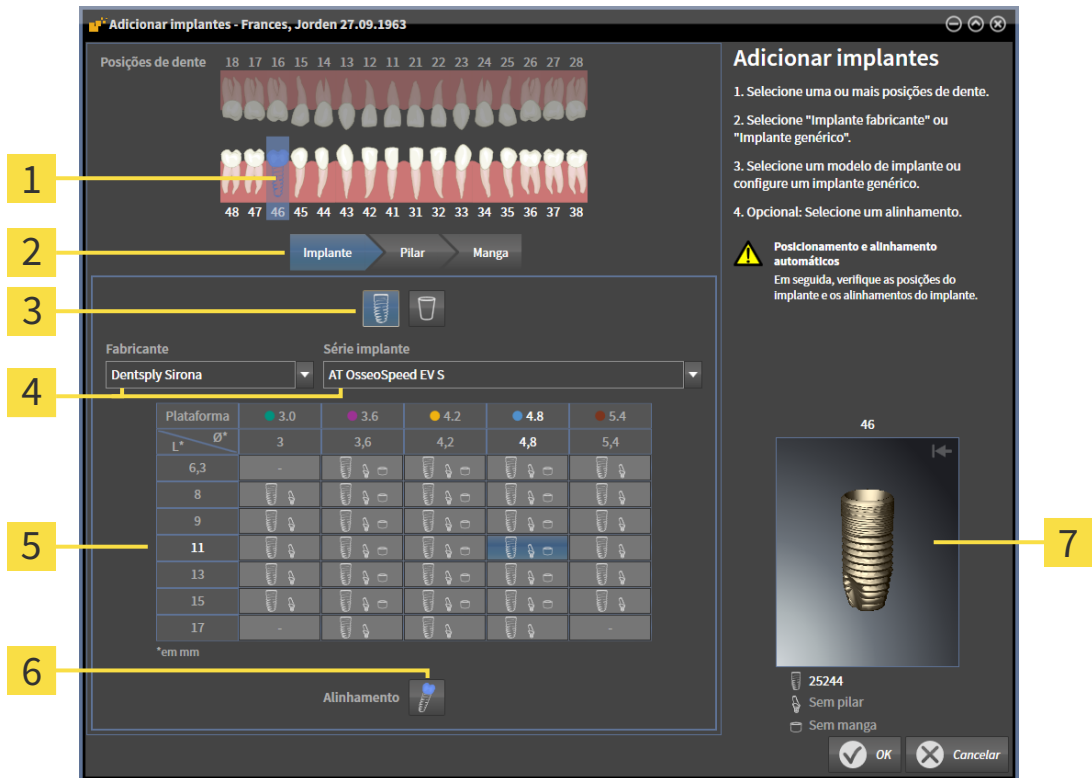 Adicionar implantes - Frances, Jorden 27.09.1963
Posições de dente 18 17 16 15 14 13 12 11 21 22 23 24 25 26 27 28
48 47 46 45 44 43 42 41 31 32 33 34 35 36 37 38
1
2
Implante Pilar Manga
3
Fabricante Série implante
4
Dentsply Sirona AT OsseoSpeed EV S
Plataforma 3.0 3.6 4.2 4.8 5.4
L* Ø* 3 3,6 4,2 4,8 5,4
6,3 -
8
9
5
11
13
15
17 - -
*em mm
6
Alinhamento
Adicionar implantes
1. Selecione uma ou mais posições de dente.
2. Selecione "Implante fabricante" ou
"Implante genérico".
3. Selecione um modelo de implante ou
configure um implante genérico.
4. Opcional: Selecione um alinhamento.
Posicionamento e alinhamento
automáticos
Em seguida, verifique as posições do
implante e os alinhamentos do implante.
46
7
25244
Sem pilar
Sem manga
OK Cancelar